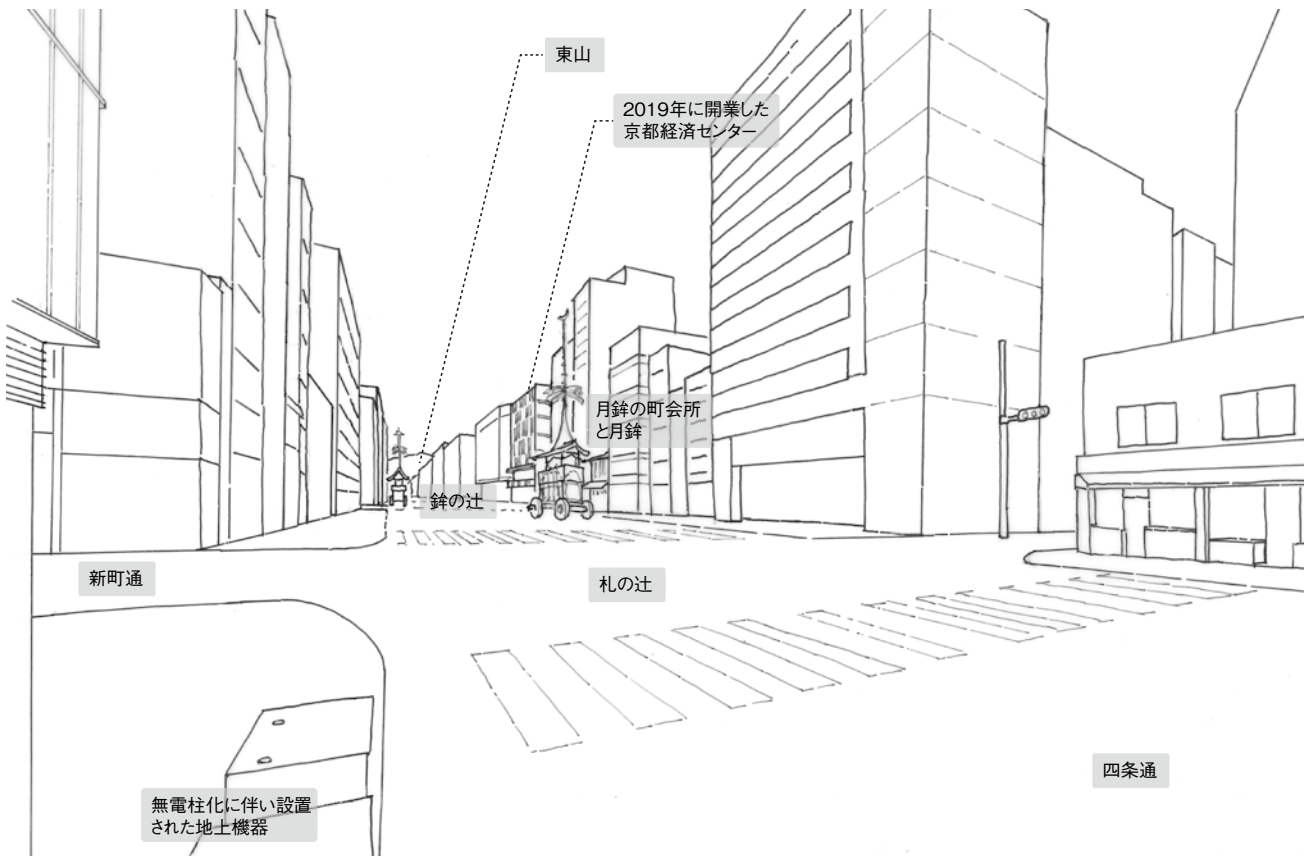 東山
2019年に開業した
京都経済センター
月鉾の町会所
と月鉾
鉾の辻
新町通
札の辻
四条通
無電柱化に伴い設置
された地上機器